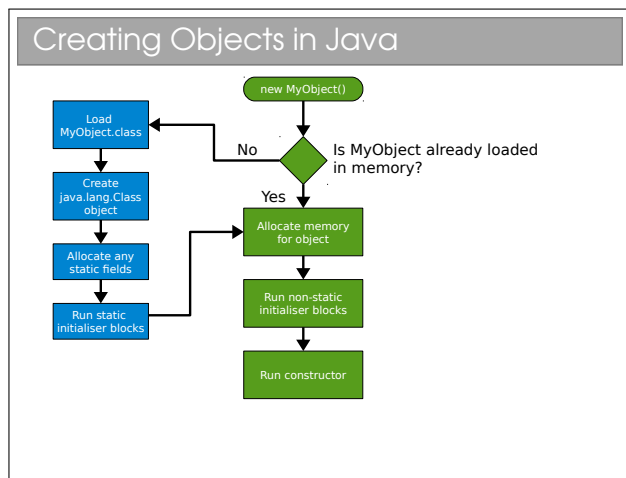 Creating Objects in Java
new MyObject()
Load
MyObject.class
No
Is MyObject already loaded
in memory?
Yes
Create
java.lang.Class
object
Allocate memory
for object
Allocate any
static fields
Run static
initialiser blocks
Run non-static
initialiser blocks
Run constructor